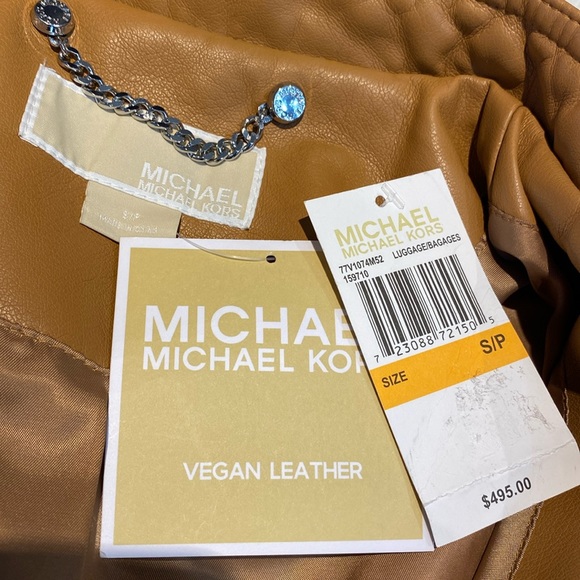 MICHAEL
MICHAEL KORS
S/P
MICHAEL
MICHAEL KORS
VEGAN LEATHER
MICHAEL
MICHAEL KORS
77V1074M52 LUGGAGE/BAGAGES
159710
7 23088 72150 5
SIZE S/P
$495.00